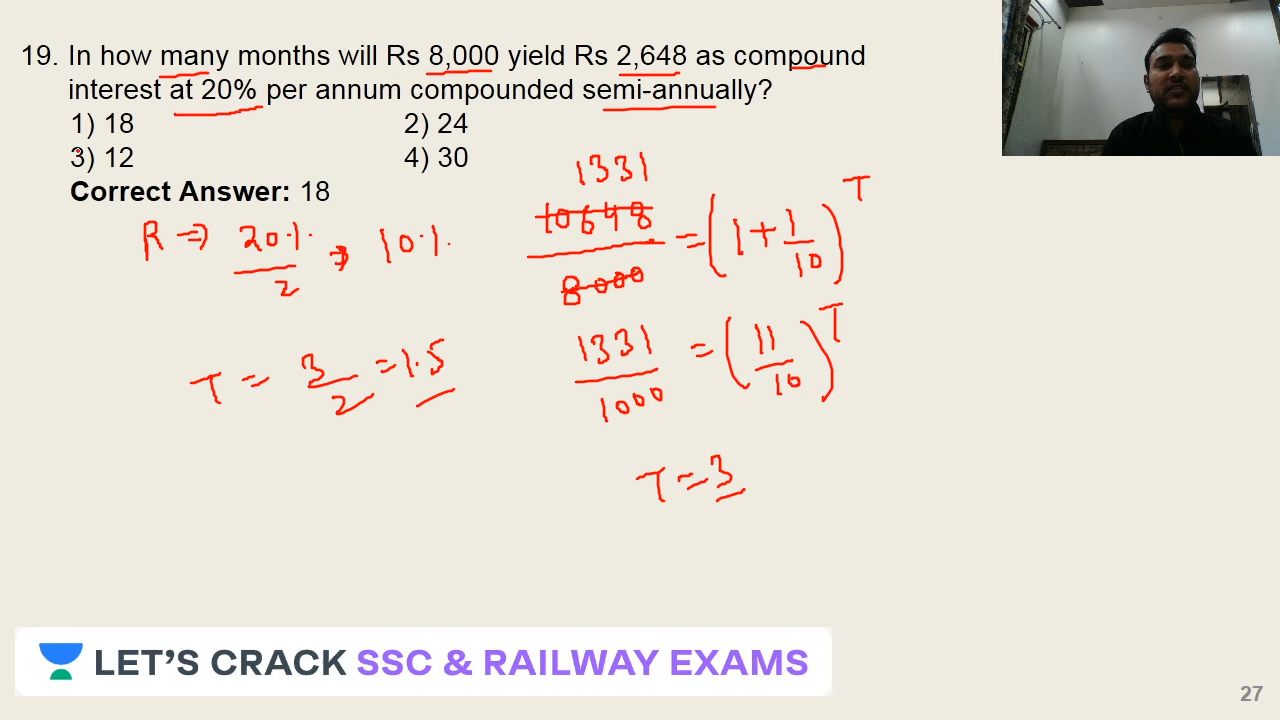 19. In how many months will Rs 8,000 yield Rs 2,648 as compound
interest at 20% per annum compounded semi-annually?
1) 18 2) 24
3) 12 4) 30
Correct Answer: 18
R ⇒ 20% / 2 → 10%
1331
10648 / 8000 = (1 + 1/10)^T
1331 / 1000 = (11/10)^T
T = 3/2 = 1.5
T = 3
LET'S CRACK SSC & RAILWAY EXAMS
27